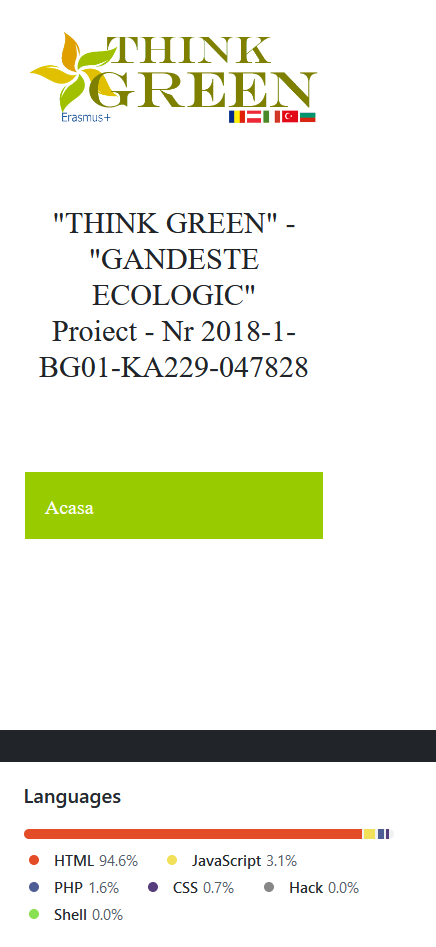 THINK
GREEN
Erasmus+
"THINK GREEN" -
"GANDESTE
ECOLOGIC"
Proiect - Nr 2018-1-
BG01-KA229-047828
Acasa
Languages
HTML 94.6% JavaScript 3.1%
PHP 1.6% CSS 0.7% Hack 0.0%
Shell 0.0%